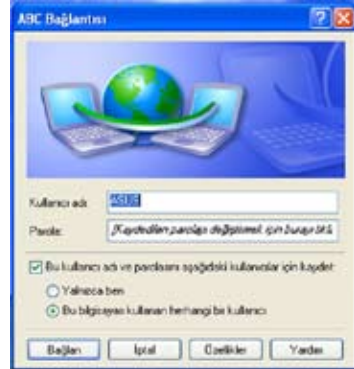 ABC Bağlantısı
Kullanıcı adı: ASUS
Parola: [Kaydedilen parolayı değiştirmek için burayı tıkla
Bu kullanıcı adı ve parolasını aşağıdaki kullanıcılar için kaydet:
Yalnızca ben
Bu bilgisayarı kullanan herhangi bir kullanıcı
Bağlan İptal Özellikler Yardım